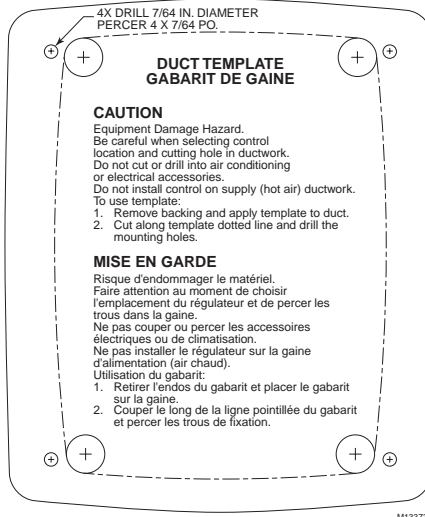 4X DRILL 7/64 IN. DIAMETER
PERCER 4 X 7/64 PO.
DUCT TEMPLATE
GABARIT DE GAINE
CAUTION
Equipment Damage Hazard.
Be careful when selecting control
location and cutting hole in ductwork.
Do not cut or drill into air conditioning
or electrical accessories.
Do not install control on supply (hot air) ductwork.
To use template:
1. Remove backing and apply template to duct.
2. Cut along template dotted line and drill the
mounting holes.
MISE EN GARDE
Risque d'endommager le matériel.
Faire attention au moment de choisir
l'emplacement du régulateur et de percer les
trous dans la gaine.
Ne pas couper ou percer les accessoires
électriques ou de climatisation.
Ne pas installer le régulateur sur la gaine
d'alimentation (air chaud).
Utilisation du gabarit:
1. Retirer l'endos du gabarit et placer le gabarit
sur la gaine.
2. Couper le long de la ligne pointillée du gabarit
et percer les trous de fixation.